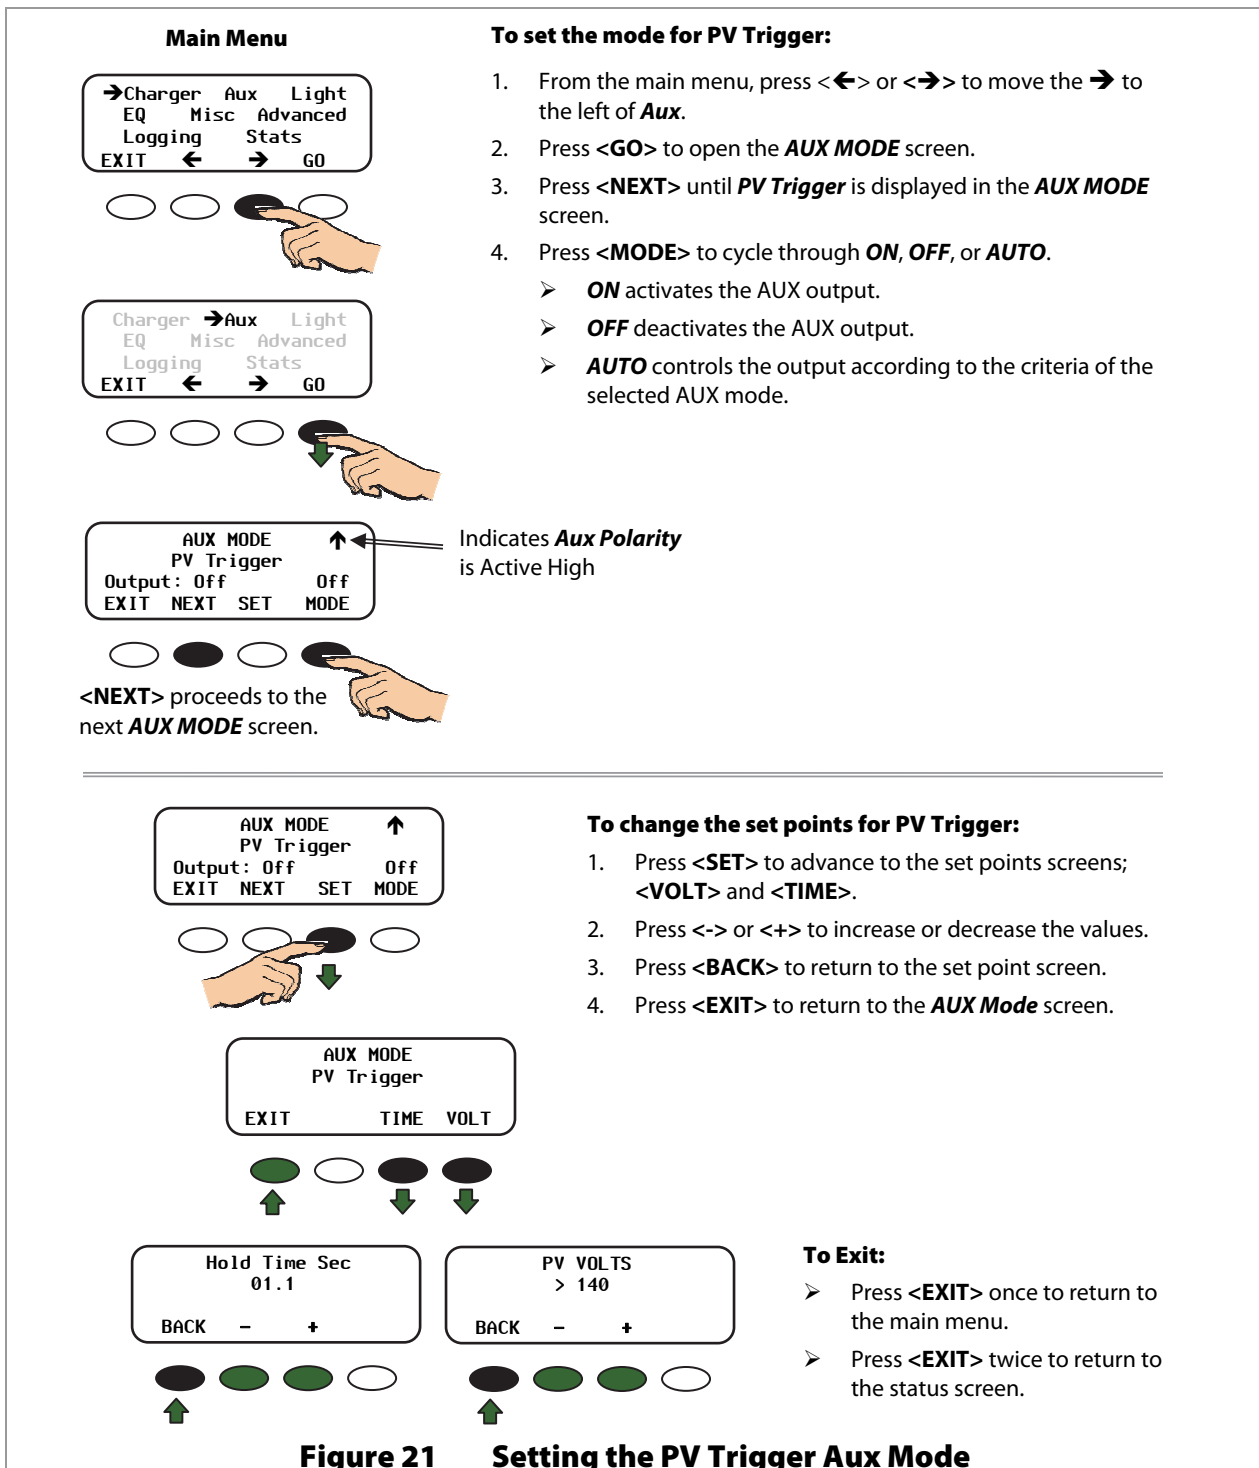 Main Menu
➔Charger Aux Light
EQ Misc Advanced
Logging Stats
EXIT ← → GO
Charger ➔Aux Light
EQ Misc Advanced
Logging Stats
EXIT ← → GO
AUX MODE ↑
PV Trigger
Output: Off Off
EXIT NEXT SET MODE
Indicates Aux Polarity
is Active High
<NEXT> proceeds to the
next AUX MODE screen.
To set the mode for PV Trigger:
1. From the main menu, press <←> or <➔> to move the ➔ to
the left of Aux.
2. Press <GO> to open the AUX MODE screen.
3. Press <NEXT> until PV Trigger is displayed in the AUX MODE
screen.
4. Press <MODE> to cycle through ON, OFF, or AUTO.
➢ ON activates the AUX output.
➢ OFF deactivates the AUX output.
➢ AUTO controls the output according to the criteria of the
selected AUX mode.
AUX MODE ↑
PV Trigger
Output: Off Off
EXIT NEXT SET MODE
To change the set points for PV Trigger:
1. Press <SET> to advance to the set points screens;
<VOLT> and <TIME>.
2. Press <-> or <+> to increase or decrease the values.
3. Press <BACK> to return to the set point screen.
4. Press <EXIT> to return to the AUX Mode screen.
AUX MODE
PV Trigger
EXIT TIME VOLT
Hold Time Sec
01.1
BACK - +
PV VOLTS
> 140
BACK - +
To Exit:
➢ Press <EXIT> once to return to
the main menu.
➢ Press <EXIT> twice to return to
the status screen.
Figure 21 Setting the PV Trigger Aux Mode